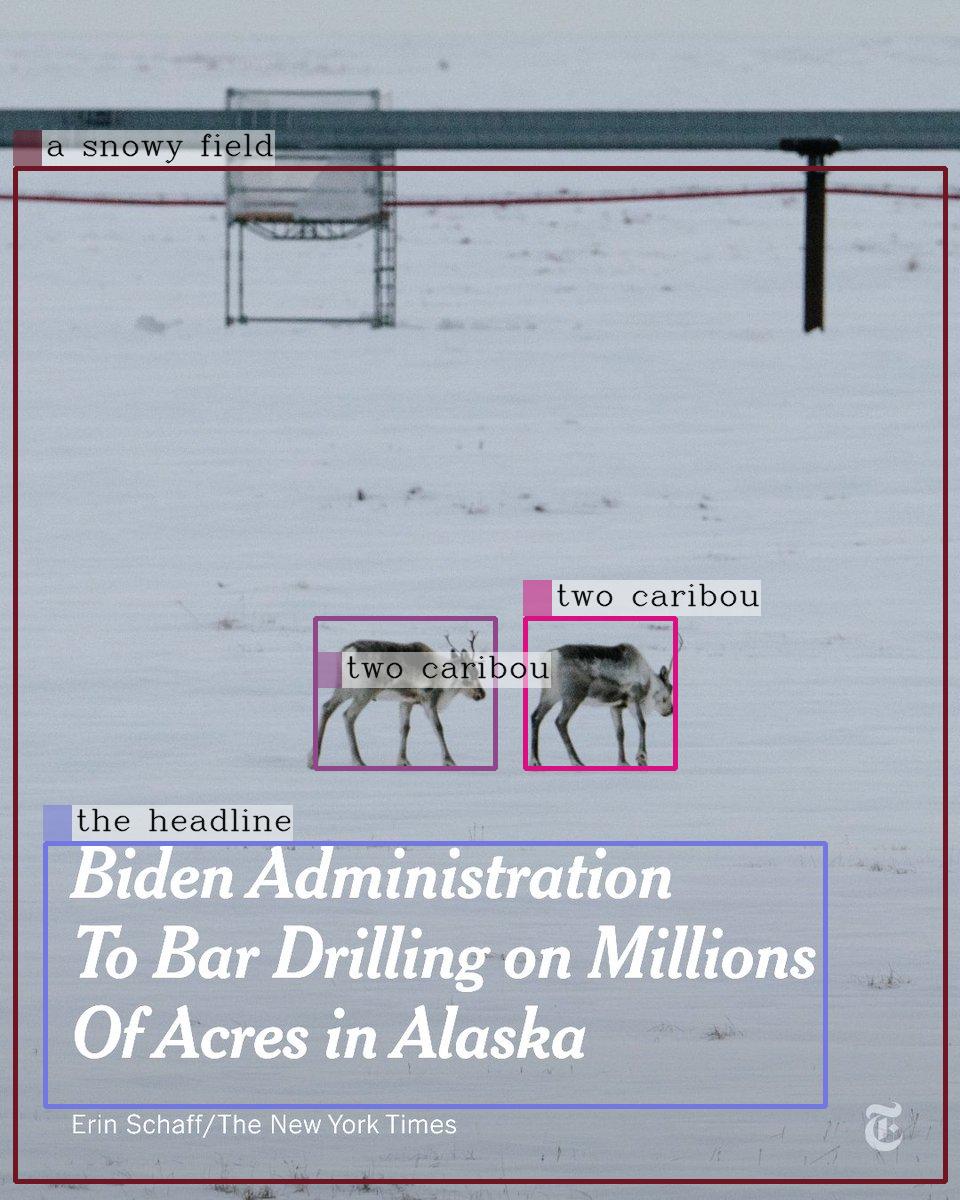 a snowy field
two caribou
two caribou
the headline
Biden Administration
To Bar Drilling on Millions
Of Acres in Alaska
Erin Schaff/The New York Times
T